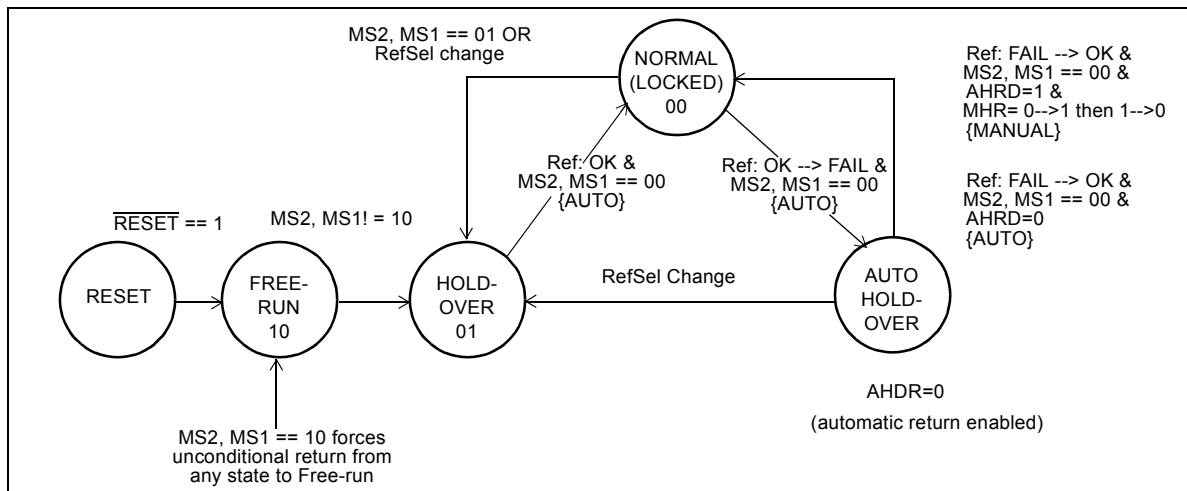 MS2, MS1 == 01 OR
RefSel change
NORMAL
(LOCKED)
00
Ref: FAIL --> OK &
MS2, MS1 == 00 &
AHRD=1 &
MHR= 0-->1 then 1-->0
{MANUAL}
Ref: OK &
MS2, MS1 == 00
{AUTO}
Ref: OK --> FAIL &
MS2, MS1 == 00
{AUTO}
Ref: FAIL --> OK &
MS2, MS1 == 00 &
AHRD=0
{AUTO}
RESET == 1
MS2, MS1! = 10
RESET
FREE-
RUN
10
HOLD-
OVER
01
RefSel Change
AUTO
HOLD-
OVER
AHDR=0
(automatic return enabled)
MS2, MS1 == 10 forces
unconditional return from
any state to Free-run